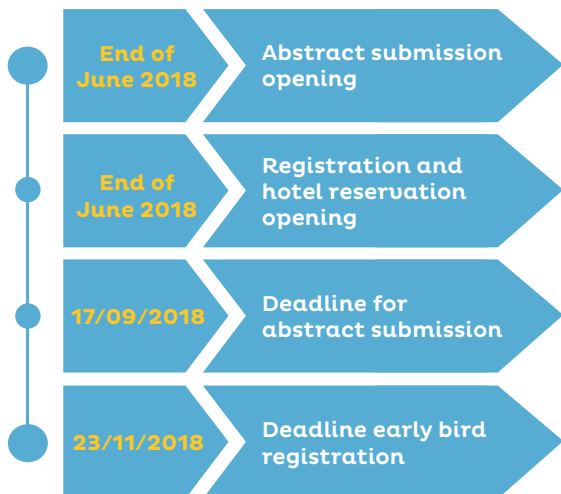 End of
June 2018
Abstract submission
opening
End of
June 2018
Registration and
hotel reservation
opening
17/09/2018
Deadline for
abstract submission
23/11/2018
Deadline early bird
registration